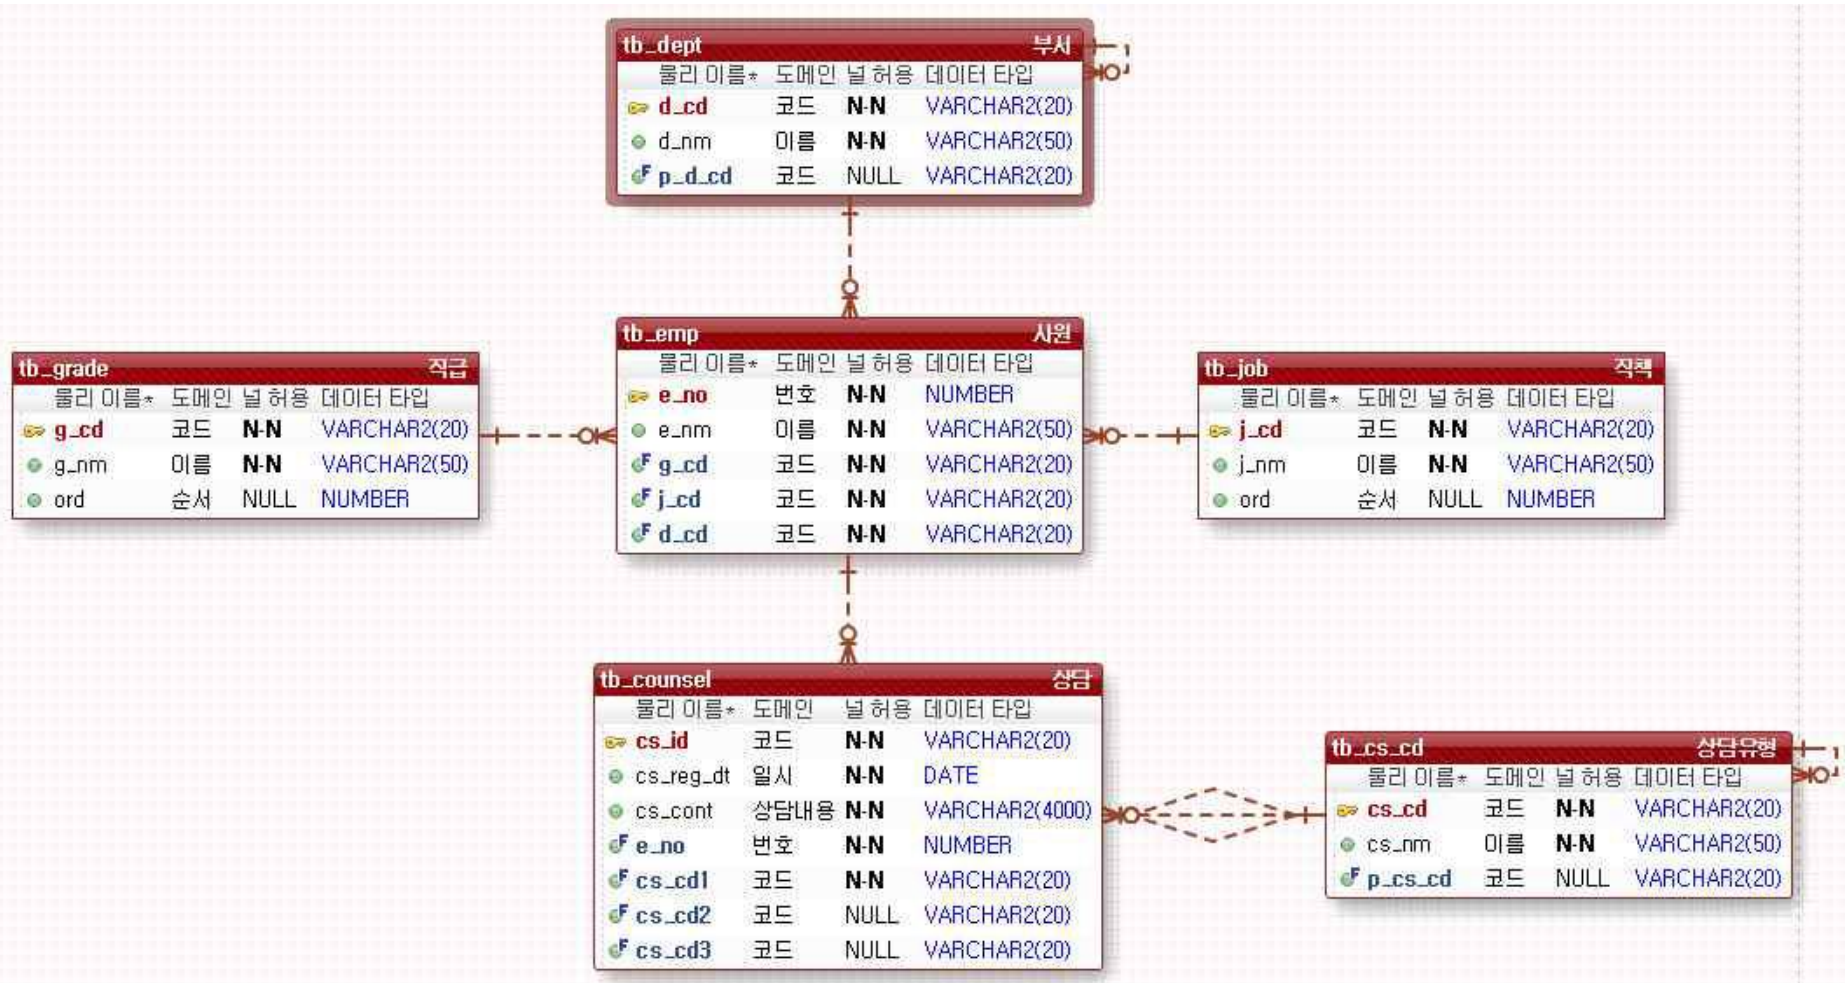 tb_dept 부서
물리 이름* 도메인 널 허용 데이터 타입
d_cd 코드 N-N VARCHAR2(20)
d_nm 이름 N-N VARCHAR2(50)
F p_d_cd 코드 NULL VARCHAR2(20)
tb_grade 직급
물리 이름* 도메인 널 허용 데이터 타입
g_cd 코드 N-N VARCHAR2(20)
g_nm 이름 N-N VARCHAR2(50)
ord 순서 NULL NUMBER
tb_emp 사원
물리 이름* 도메인 널 허용 데이터 타입
e_no 번호 N-N NUMBER
e_nm 이름 N-N VARCHAR2(50)
F g_cd 코드 N-N VARCHAR2(20)
F j_cd 코드 N-N VARCHAR2(20)
F d_cd 코드 N-N VARCHAR2(20)
tb_job 직책
물리 이름* 도메인 널 허용 데이터 타입
j_cd 코드 N-N VARCHAR2(20)
j_nm 이름 N-N VARCHAR2(50)
ord 순서 NULL NUMBER
tb_counsel 상담
물리 이름* 도메인 널 허용 데이터 타입
cs_id 코드 N-N VARCHAR2(20)
cs_reg_dt 일시 N-N DATE
cs_cont 상담내용 N-N VARCHAR2(4000)
F e_no 번호 N-N NUMBER
F cs_cd1 코드 N-N VARCHAR2(20)
F cs_cd2 코드 NULL VARCHAR2(20)
F cs_cd3 코드 NULL VARCHAR2(20)
tb_cs_cd 상담유형
물리 이름* 도메인 널 허용 데이터 타입
cs_cd 코드 N-N VARCHAR2(20)
cs_nm 이름 N-N VARCHAR2(50)
F p_cs_cd 코드 NULL VARCHAR2(20)